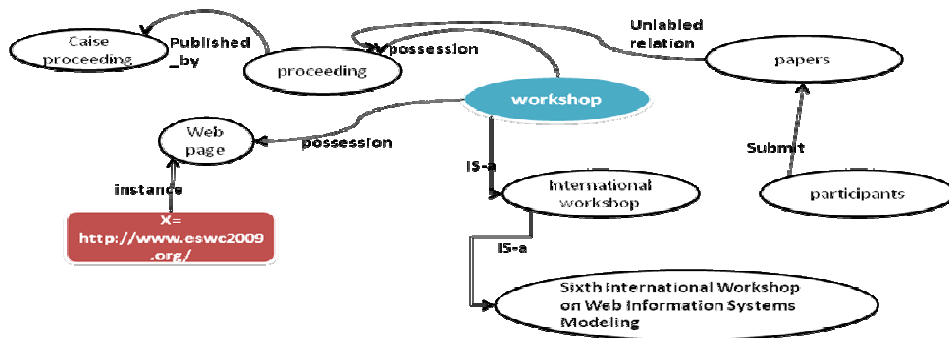 Caise
proceeding
Published
_by
proceeding
possession
Unlabled
relation
papers
workshop
Web
page
possession
instance
X=
http://www.eswc2009
.org/
IS-a
International
workshop
Submit
participants
IS-a
Sixth International Workshop
on Web Information Systems
Modeling